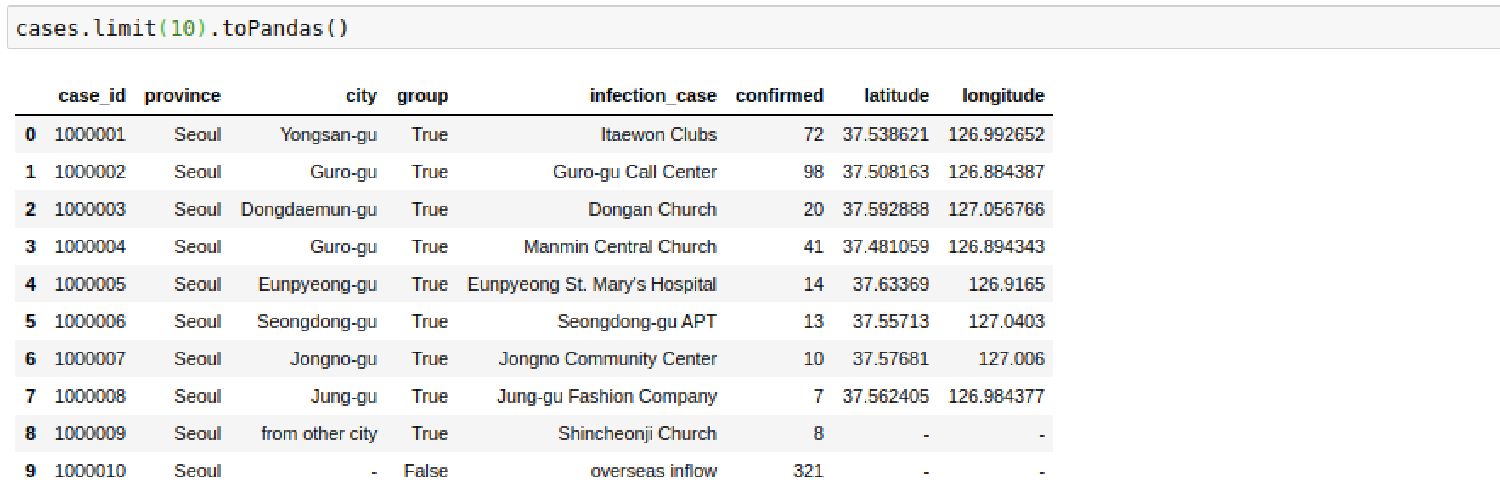 cases.limit(10).toPandas()
case_id province city group infection_case confirmed latitude longitude
0 1000001 Seoul Yongsan-gu True Itaewon Clubs 72 37.538621 126.992652
1 1000002 Seoul Guro-gu True Guro-gu Call Center 98 37.508163 126.884387
2 1000003 Seoul Dongdaemun-gu True Dongan Church 20 37.592888 127.056766
3 1000004 Seoul Guro-gu True Manmin Central Church 41 37.481059 126.894343
4 1000005 Seoul Eunpyeong-gu True Eunpyeong St. Mary's Hospital 14 37.63369 126.9165
5 1000006 Seoul Seongdong-gu True Seongdong-gu APT 13 37.55713 127.0403
6 1000007 Seoul Jongno-gu True Jongno Community Center 10 37.57681 127.006
7 1000008 Seoul Jung-gu True Jung-gu Fashion Company 7 37.562405 126.984377
8 1000009 Seoul from other city True Shincheonji Church 8 - -
9 1000010 Seoul - False overseas inflow 321 - -